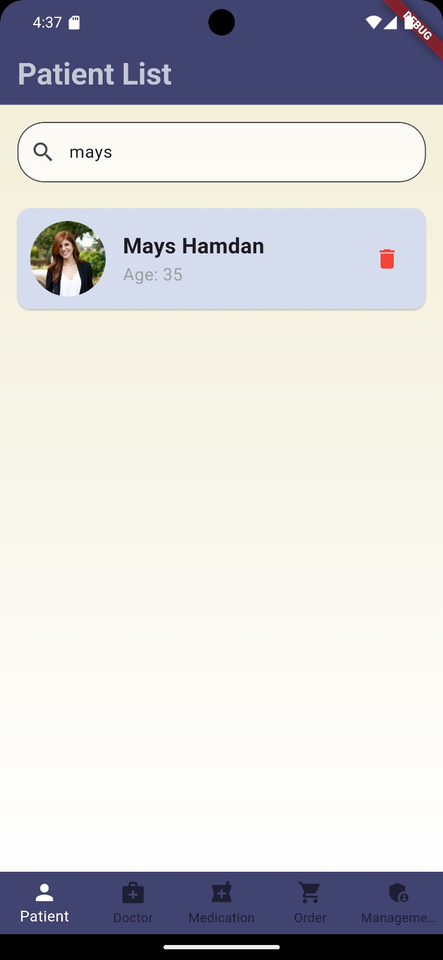 4:37
DEBUG
Patient List
mays
Mays Hamdan
Age: 35
Patient
Doctor
Medication
Order
Manageme...